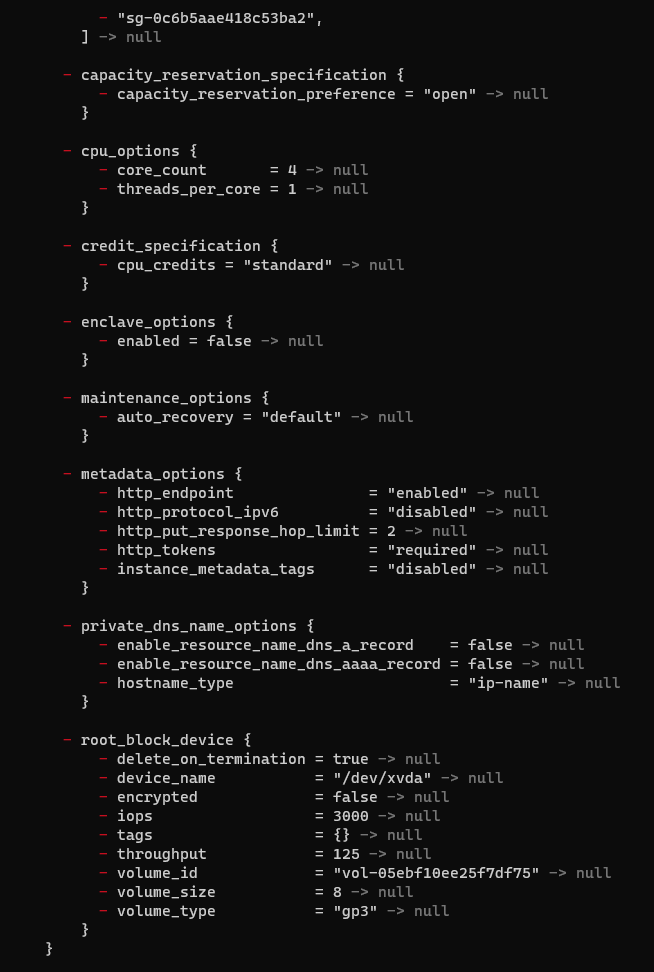 - "sg-0c6b5aae418c53ba2",
        ] -> null

      - capacity_reservation_specification {
          - capacity_reservation_preference = "open" -> null
        }

      - cpu_options {
          - core_count       = 4 -> null
          - threads_per_core = 1 -> null
        }

      - credit_specification {
          - cpu_credits = "standard" -> null
        }

      - enclave_options {
          - enabled = false -> null
        }

      - maintenance_options {
          - auto_recovery = "default" -> null
        }

      - metadata_options {
          - http_endpoint               = "enabled" -> null
          - http_protocol_ipv6          = "disabled" -> null
          - http_put_response_hop_limit = 2 -> null
          - http_tokens                 = "required" -> null
          - instance_metadata_tags      = "disabled" -> null
        }

      - private_dns_name_options {
          - enable_resource_name_dns_a_record    = false -> null
          - enable_resource_name_dns_aaaa_record = false -> null
          - hostname_type                        = "ip-name" -> null
        }

      - root_block_device {
          - delete_on_termination = true -> null
          - device_name           = "/dev/xvda" -> null
          - encrypted             = false -> null
          - iops                  = 3000 -> null
          - tags                  = {} -> null
          - throughput            = 125 -> null
          - volume_id             = "vol-05ebf10ee25f7df75" -> null
          - volume_size           = 8 -> null
          - volume_type           = "gp3" -> null
        }
    }